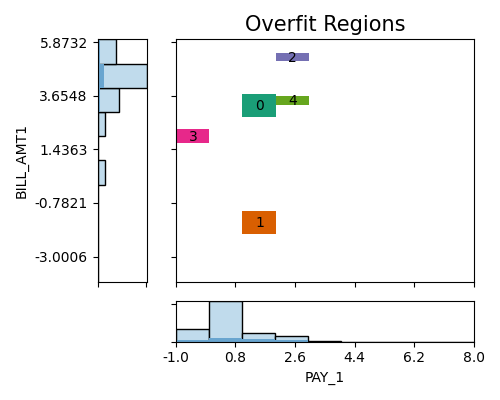 Overfit Regions
5.8732
3.6548
1.4363
-0.7821
-3.0006
BILL_AMT1
2
0
4
3
1
-1.0 0.8 2.6 4.4 6.2 8.0
PAY_1